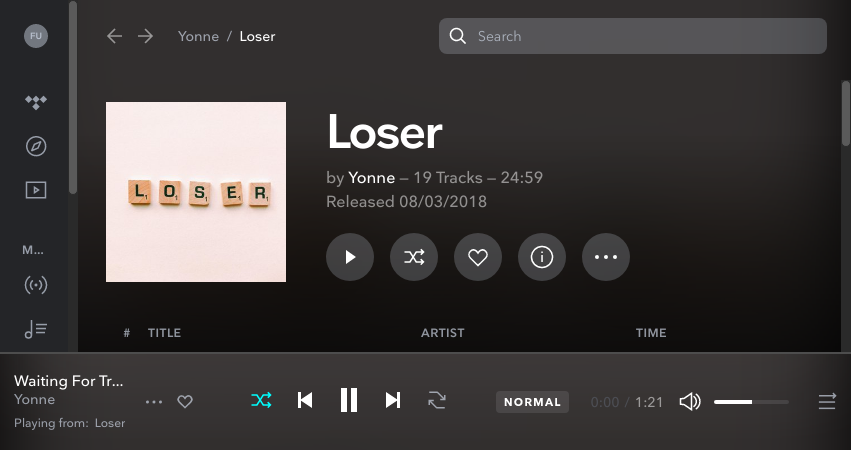 FU
Yonne / Loser
Search
M...
L O S E R
Loser
by Yonne – 19 Tracks – 24:59
Released 08/03/2018
# TITLE ARTIST TIME
Waiting For Tr...
Yonne
Playing from: Loser
NORMAL
0:00 / 1:21